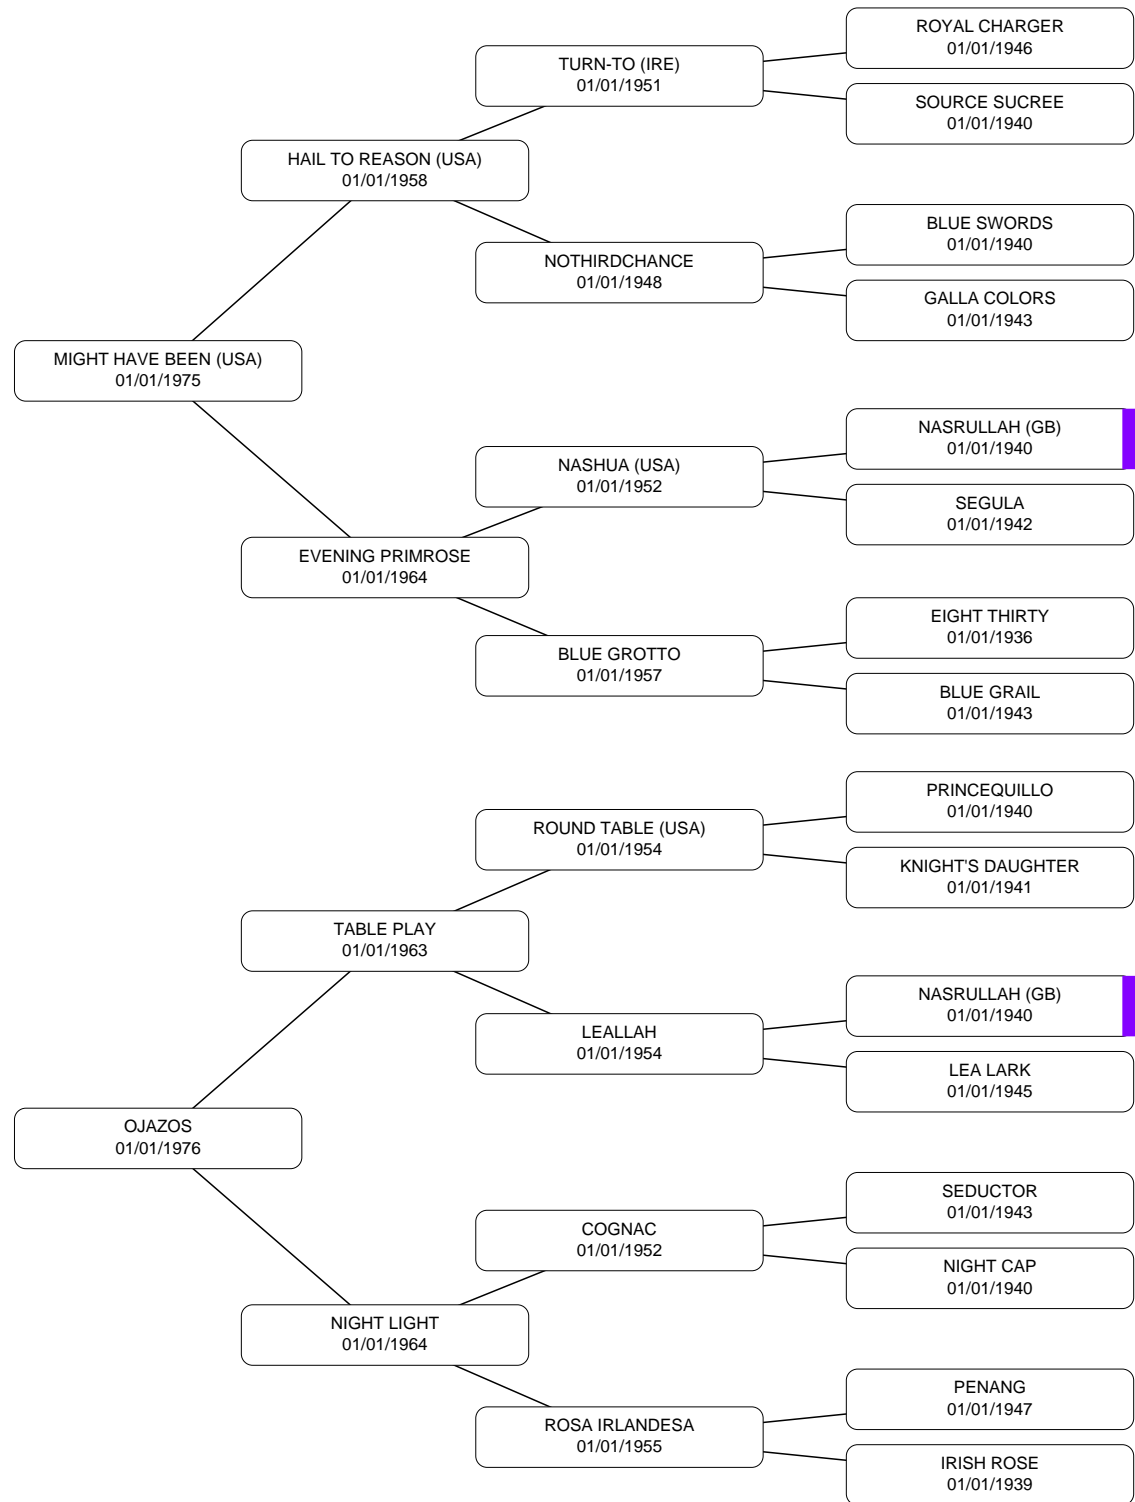 ROYAL CHARGER
01/01/1946
TURN-TO (IRE)
01/01/1951
SOURCE SUCREE
01/01/1940
HAIL TO REASON (USA)
01/01/1958
BLUE SWORDS
01/01/1940
NOTHIRDCHANCE
01/01/1948
GALLA COLORS
01/01/1943
MIGHT HAVE BEEN (USA)
01/01/1975
NASRULLAH (GB)
01/01/1940
NASHUA (USA)
01/01/1952
SEGULA
01/01/1942
EVENING PRIMROSE
01/01/1964
EIGHT THIRTY
01/01/1936
BLUE GROTTO
01/01/1957
BLUE GRAIL
01/01/1943
PRINCEQUILLO
01/01/1940
ROUND TABLE (USA)
01/01/1954
KNIGHT'S DAUGHTER
01/01/1941
TABLE PLAY
01/01/1963
NASRULLAH (GB)
01/01/1940
LEALLAH
01/01/1954
LEA LARK
01/01/1945
OJAZOS
01/01/1976
SEDUCTOR
01/01/1943
COGNAC
01/01/1952
NIGHT CAP
01/01/1940
NIGHT LIGHT
01/01/1964
PENANG
01/01/1947
ROSA IRLANDESA
01/01/1955
IRISH ROSE
01/01/1939